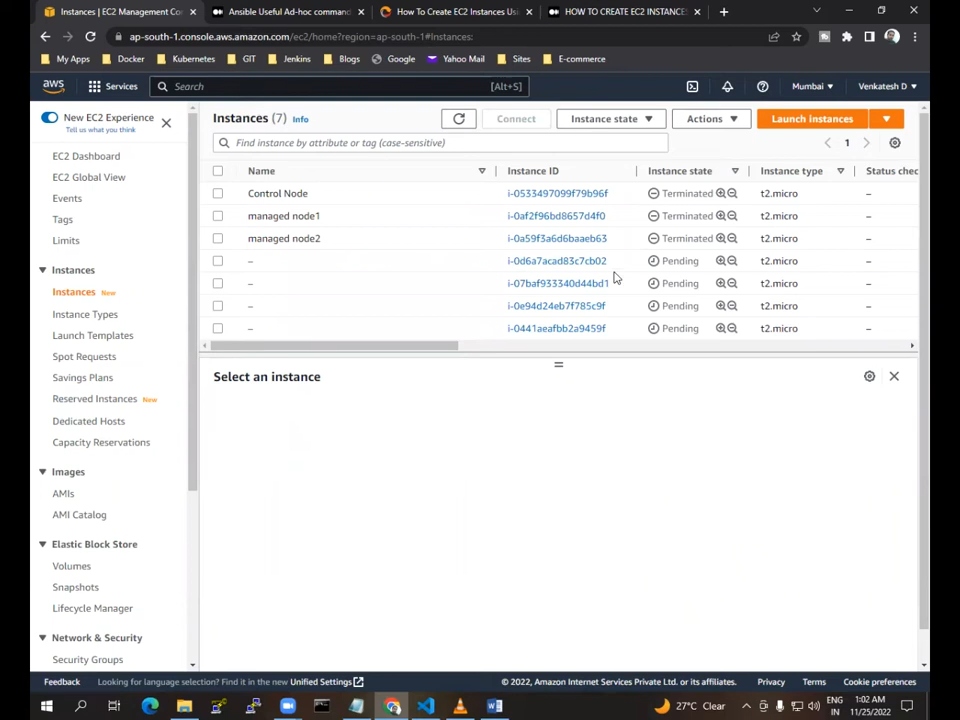 Instances | EC2 Management Co
Ansible Useful Ad-hoc command
How To Create EC2 Instances Us
HOW TO CREATE EC2 INSTANCES
ap-south-1.console.aws.amazon.com/ec2/home?region=ap-south-1#Instances:
My Apps
Docker
Kubernetes
GIT
Jenkins
Blogs
Google
Yahoo Mail
Sites
E-commerce
aws
Services
Search
[Alt+S]
Mumbai
Venkatesh D
New EC2 Experience
Tell us what you think
EC2 Dashboard
EC2 Global View
Events
Tags
Limits
Instances
Instances New
Instance Types
Launch Templates
Spot Requests
Savings Plans
Reserved Instances New
Dedicated Hosts
Capacity Reservations
Images
AMIs
AMI Catalog
Elastic Block Store
Volumes
Snapshots
Lifecycle Manager
Network & Security
Security Groups
Instances (7) Info
Connect
Instance state
Actions
Launch instances
Find instance by attribute or tag (case-sensitive)
1
Name Instance ID Instance state Instance type Status chec
Control Node i-0533497099f79b96f Terminated t2.micro –
managed node1 i-0af2f96bd8657d4f0 Terminated t2.micro –
managed node2 i-0a59f3a6d6baaeb63 Terminated t2.micro –
– i-0d6a7acad83c7cb02 Pending t2.micro –
– i-07baf933340d44bd1 Pending t2.micro –
– i-0e94d24eb7f785c9f Pending t2.micro –
– i-0441aeafbb2a9459f Pending t2.micro –
Select an instance
Feedback
Looking for language selection? Find it in the new Unified Settings
© 2022, Amazon Internet Services Private Ltd. or its affiliates.
Privacy
Terms
Cookie preferences
27°C Clear
ENG
IN
1:02 AM
11/25/2022